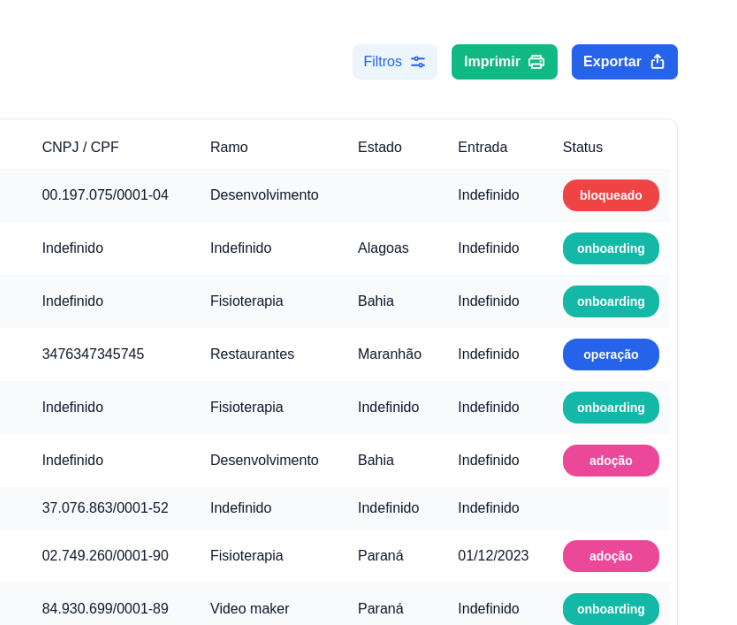 Filtros Imprimir Exportar
CNPJ / CPF Ramo Estado Entrada Status
00.197.075/0001-04 Desenvolvimento Indefinido bloqueado
Indefinido Indefinido Alagoas Indefinido onboarding
Indefinido Fisioterapia Bahia Indefinido onboarding
3476347345745 Restaurantes Maranhão Indefinido operação
Indefinido Fisioterapia Indefinido Indefinido onboarding
Indefinido Desenvolvimento Bahia Indefinido adoção
37.076.863/0001-52 Indefinido Indefinido Indefinido
02.749.260/0001-90 Fisioterapia Paraná 01/12/2023 adoção
84.930.699/0001-89 Video maker Paraná Indefinido onboarding